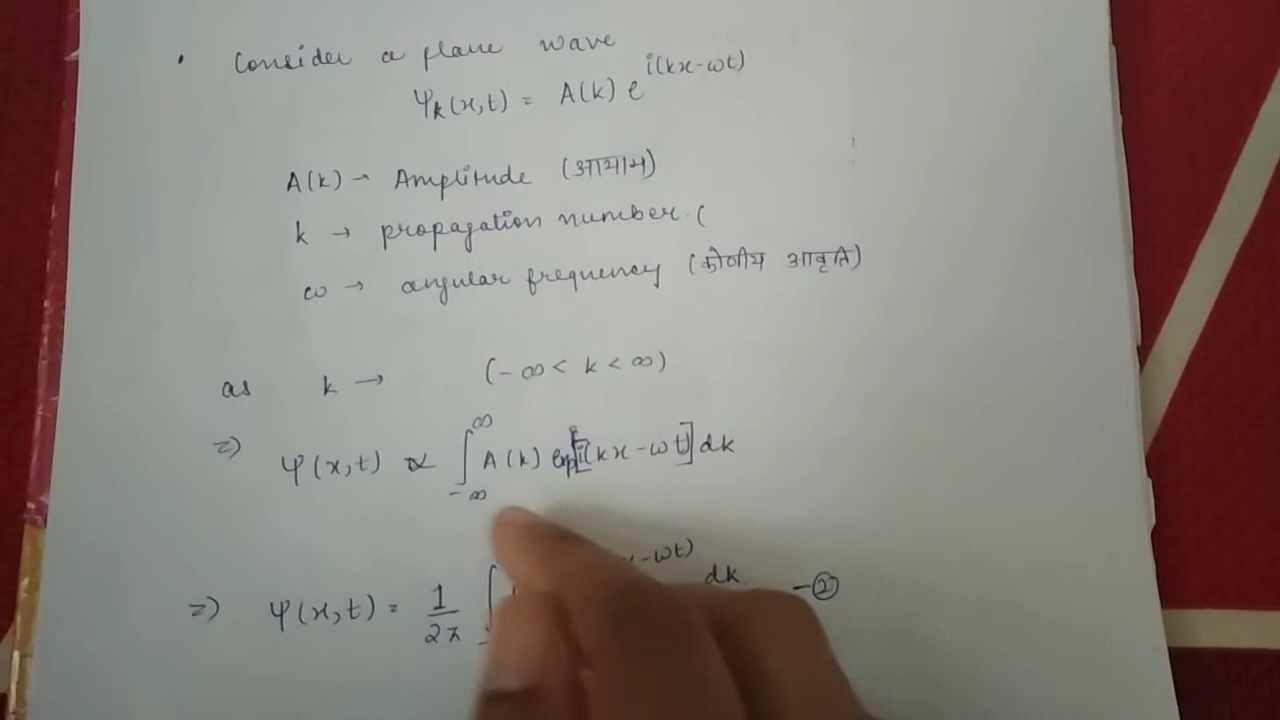 • Consider a plane wave
Ψk(x,t) = A(k) e^i(kx-ωt)
A(k) → Amplitude (आयाम)
k → propagation number. (
ω → angular frequency (कोणीय आवृति)
as k → (-∞ < k < ∞)
⇒ Ψ(x,t) ∝ ∫_-∞^∞ A(k) exp[i(kx-ωt] dk
⇒ Ψ(x,t) = 1/2π ∫ -ωt) dk -②